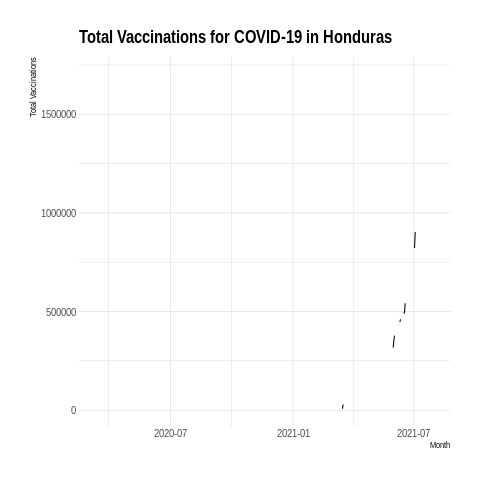 Total Vaccinations for COVID-19 in Honduras
Total Vaccinations
1500000
1000000
500000
0
2020-07 2021-01 2021-07
Month